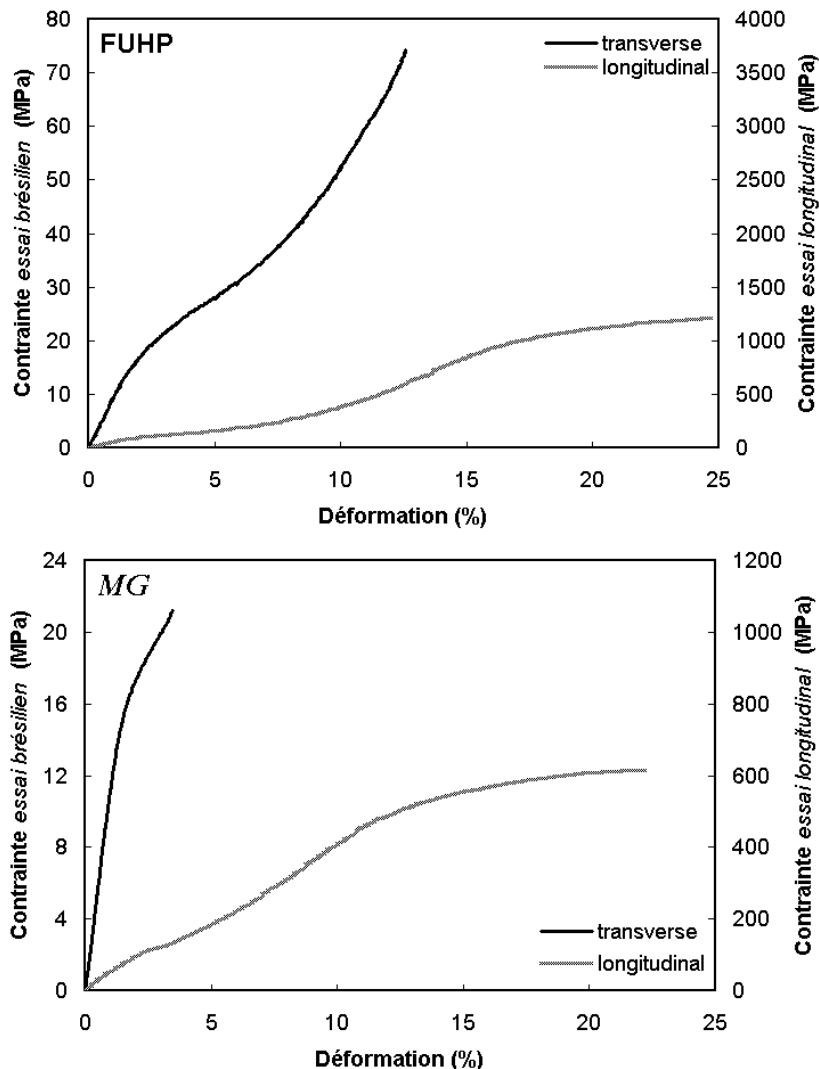 FUHP
transverse
longitudinal
Contrainte essai brésilien (MPa)
80
70
60
50
40
30
20
10
0
Contrainte essai longitudinal (MPa)
4000
3500
3000
2500
2000
1500
1000
500
0
0 5 10 15 20 25
Déformation (%)
MG
Contrainte essai brésilien (MPa)
24
20
16
12
8
4
0
Contrainte essai longitudinal (MPa)
1200
1000
800
600
400
200
0
transverse
longitudinal
0 5 10 15 20 25
Déformation (%)